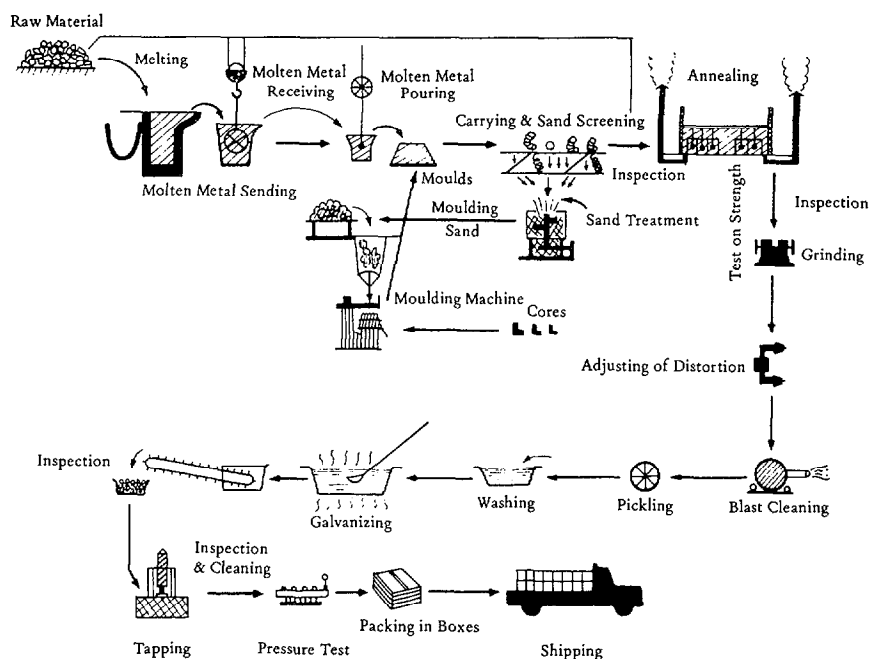 Raw Material
Melting
Molten Metal
Receiving
Molten Metal
Pouring
Annealing
Carrying & Sand Screening
Molten Metal Sending
Moulds
Inspection
Moulding
Sand
Sand Treatment
Test on Strength
Inspection
Grinding
Moulding Machine
Cores
Adjusting of Distortion
Inspection
Galvanizing
Washing
Pickling
Blast Cleaning
Inspection
& Cleaning
Tapping
Pressure Test
Packing in Boxes
Shipping